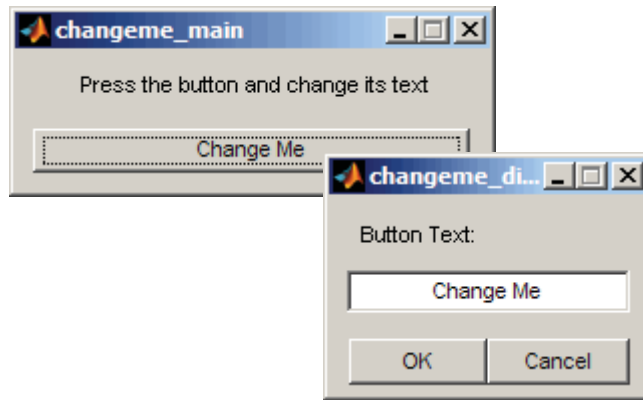 changeme_main
Press the button and change its text
Change Me
changeme_di...
Button Text:
Change Me
OK
Cancel